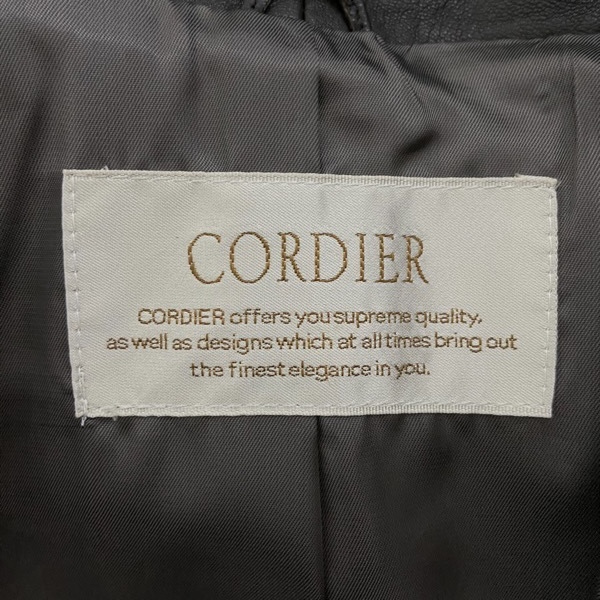 CORDIER
CORDIER offers you supreme quality,
as well as designs which at all times bring out
the finest elegance in you.